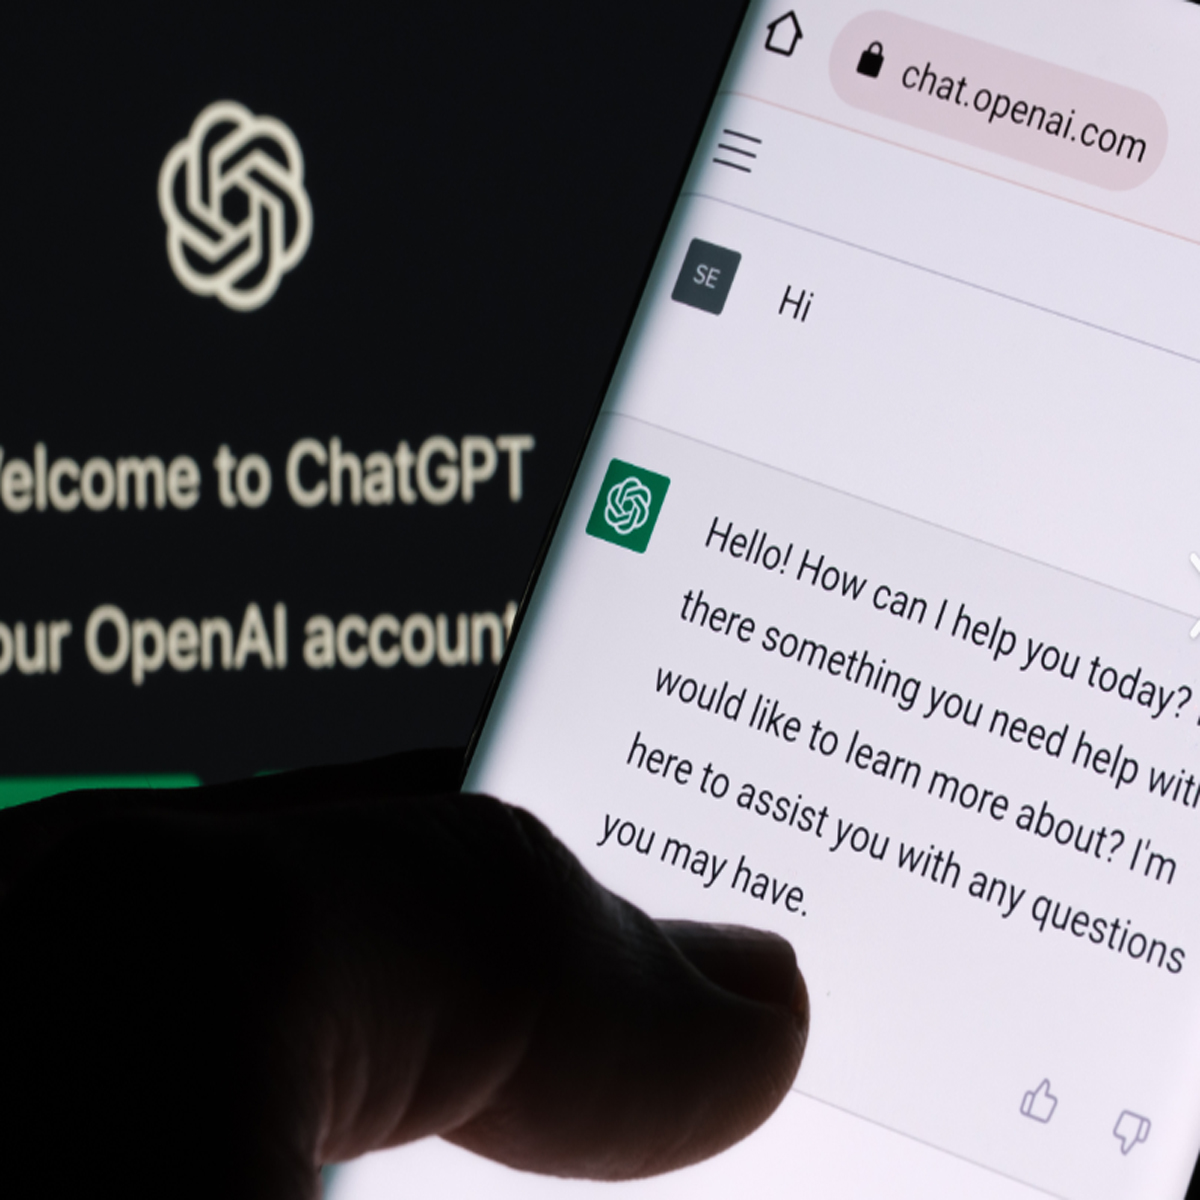 elcome to ChatGPT
our OpenAI account
chat.openai.com
SE
Hi
Hello! How can I help you today?
there something you need help with
would like to learn more about? I'm
here to assist you with any questions
you may have.